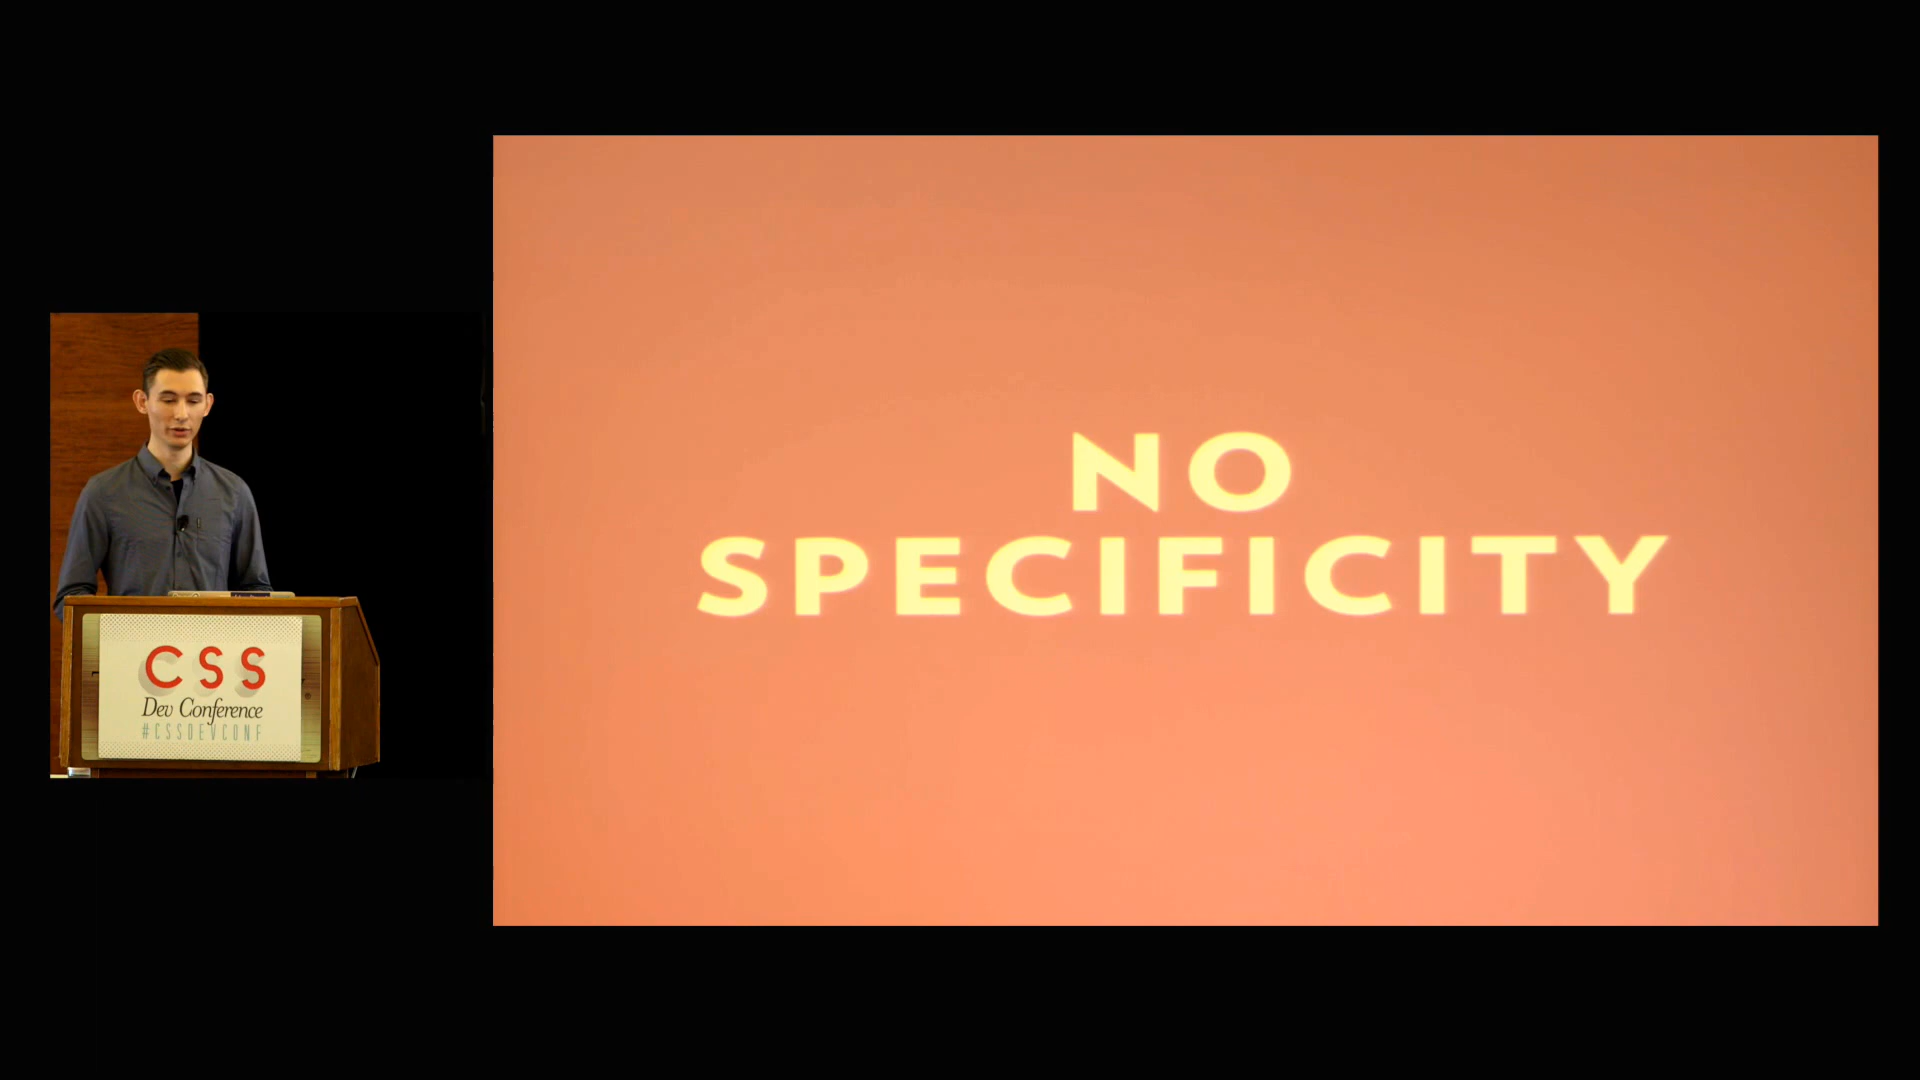 NO
SPECIFICITY
CSS
Dev Conference
#CSSDEVCONF